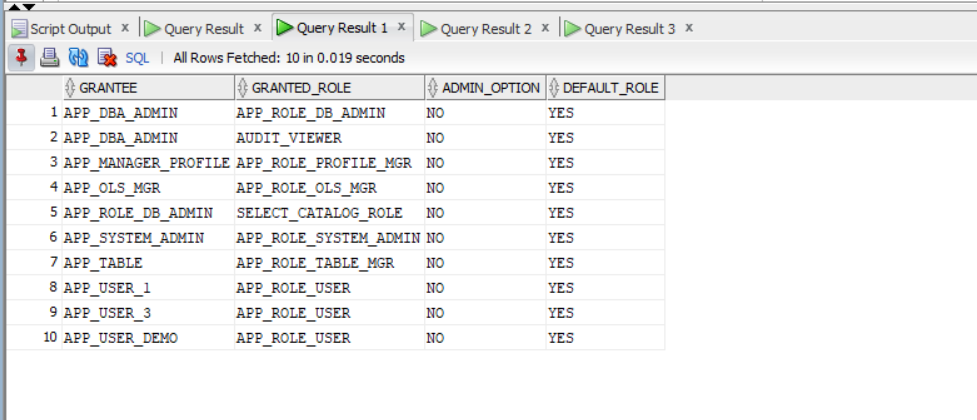 Script Output x Query Result x Query Result 1 x Query Result 2 x Query Result 3 x
SQL | All Rows Fetched: 10 in 0.019 seconds
GRANTEE GRANTED_ROLE ADMIN_OPTION DEFAULT_ROLE
1 APP_DBA_ADMIN APP_ROLE_DB_ADMIN NO YES
2 APP_DBA_ADMIN AUDIT_VIEWER NO YES
3 APP_MANAGER_PROFILE APP_ROLE_PROFILE_MGR NO YES
4 APP_OLS_MGR APP_ROLE_OLS_MGR NO YES
5 APP_ROLE_DB_ADMIN SELECT_CATALOG_ROLE NO YES
6 APP_SYSTEM_ADMIN APP_ROLE_SYSTEM_ADMIN NO YES
7 APP_TABLE APP_ROLE_TABLE_MGR NO YES
8 APP_USER_1 APP_ROLE_USER NO YES
9 APP_USER_3 APP_ROLE_USER NO YES
10 APP_USER_DEMO APP_ROLE_USER NO YES